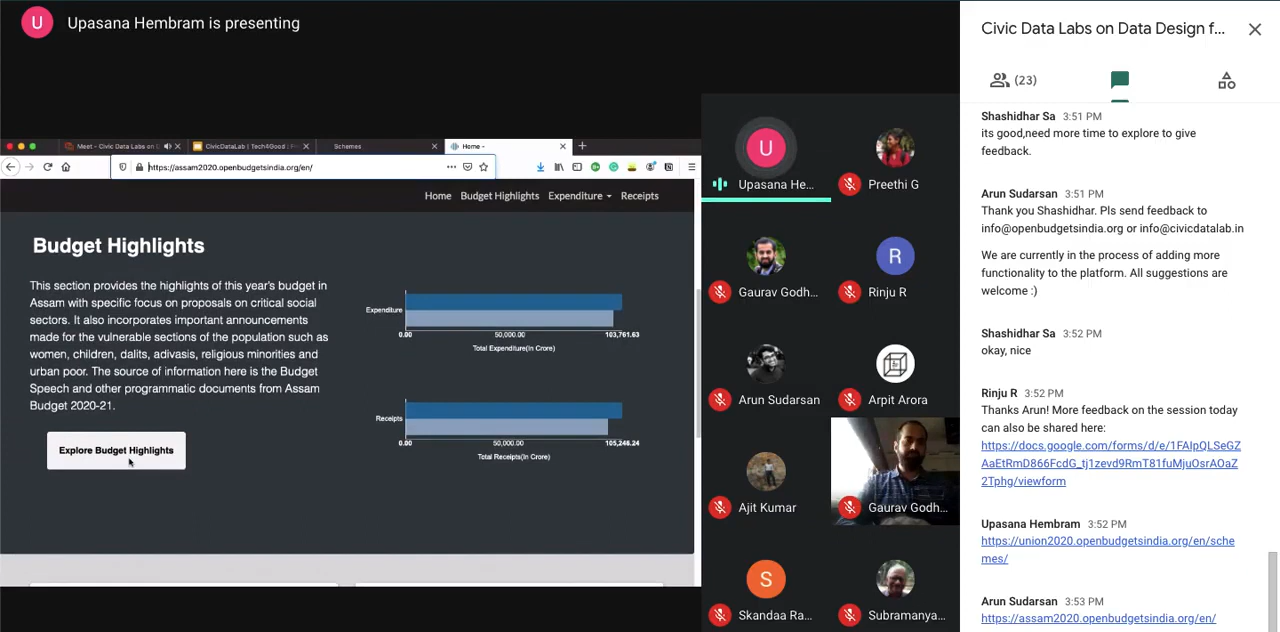 U
Upasana Hembram is presenting
Meet – Civic Data Labs on D
CivicDataLab | Tech4Good :
Schemes
Home -
https://assam2020.openbudgetsindia.org/en/
Home
Budget Highlights
Expenditure
Receipts
Budget Highlights
This section provides the highlights of this year's budget in
Assam with specific focus on proposals on critical social
sectors. It also incorporates important announcements
made for the vulnerable sections of the population such as
women, children, dalits, adivasis, religious minorities and
urban poor. The source of information here is the Budget
Speech and other programmatic documents from Assam
Budget 2020-21.
Explore Budget Highlights
Expenditure
0.00
50,000.00
103,761.63
Total Expenditure(In Crore)
Receipts
0.00
50,000.00
105,246.24
Total Receipts(In Crore)
U
Upasana He...
Preethi G
Gaurav Godh...
R
Rinju R
Arun Sudarsan
Arpit Arora
Ajit Kumar
Gaurav Godh...
S
Skandaa Ra...
Subramanya...
Civic Data Labs on Data Design f...
(23)
Shashidhar Sa 3:51 PM
its good,need more time to explore to give
feedback.
Arun Sudarsan 3:51 PM
Thank you Shashidhar. Pls send feedback to
info@openbudgetsindia.org or info@civicdatalab.in
We are currently in the process of adding more
functionality to the platform. All suggestions are
welcome :)
Shashidhar Sa 3:52 PM
okay, nice
Rinju R 3:52 PM
Thanks Arun! More feedback on the session today
can also be shared here:
https://docs.google.com/forms/d/e/1FAIpQLSeGZ
AaEtRmD866FcdG_tj1zevd9RmT81fuMjuOsrAOaZ
2Tphg/viewform
Upasana Hembram 3:52 PM
https://union2020.openbudgetsindia.org/en/sche
mes/
Arun Sudarsan 3:53 PM
https://assam2020.openbudgetsindia.org/en/